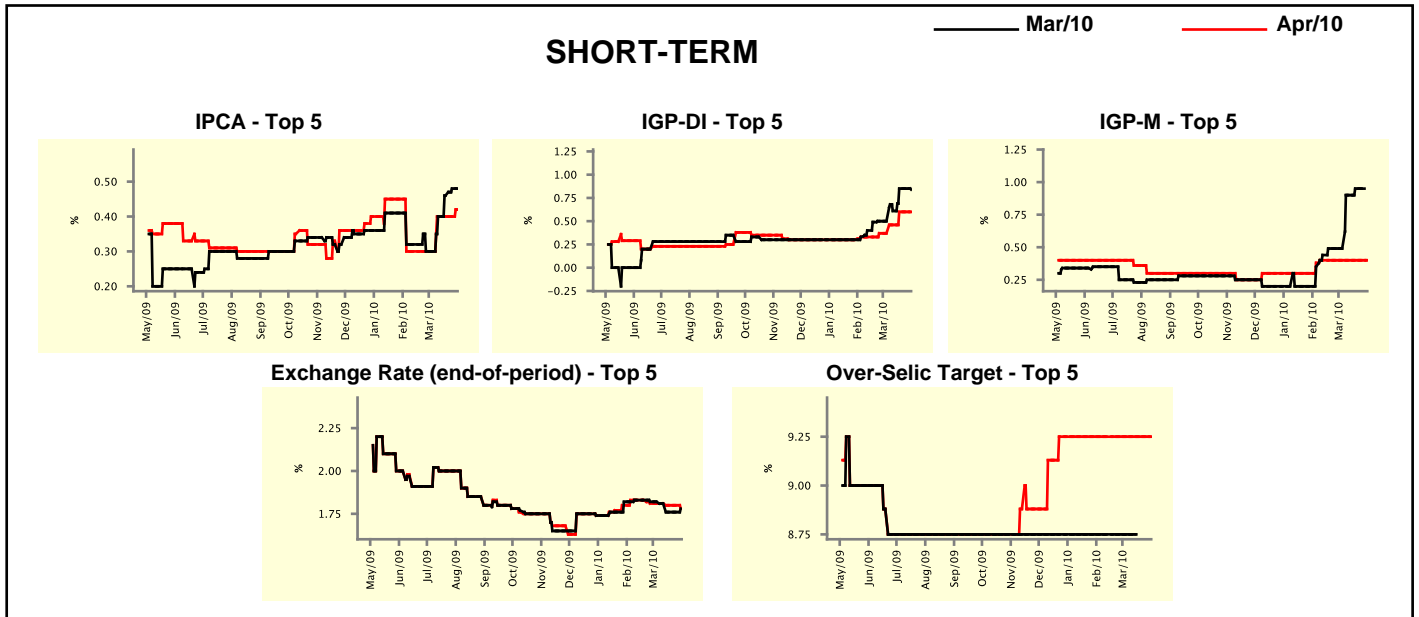 Mar/10 Apr/10
SHORT-TERM
IPCA - Top 5
0.50
0.40
0.30
0.20
%
May/09 Jun/09 Jul/09 Aug/09 Sep/09 Oct/09 Nov/09 Dec/09 Jan/10 Feb/10 Mar/10
IGP-DI - Top 5
1.25
1.00
0.75
0.50
0.25
0.00
−0.25
%
May/09 Jun/09 Jul/09 Aug/09 Sep/09 Oct/09 Nov/09 Dec/09 Jan/10 Feb/10 Mar/10
IGP-M - Top 5
1.25
1.00
0.75
0.50
0.25
%
May/09 Jun/09 Jul/09 Aug/09 Sep/09 Oct/09 Nov/09 Dec/09 Jan/10 Feb/10 Mar/10
Exchange Rate (end-of-period) - Top 5
2.25
2.00
1.75
%
May/09 Jun/09 Jul/09 Aug/09 Sep/09 Oct/09 Nov/09 Dec/09 Jan/10 Feb/10 Mar/10
Over-Selic Target - Top 5
9.25
9.00
8.75
%
May/09 Jun/09 Jul/09 Aug/09 Sep/09 Oct/09 Nov/09 Dec/09 Jan/10 Feb/10 Mar/10